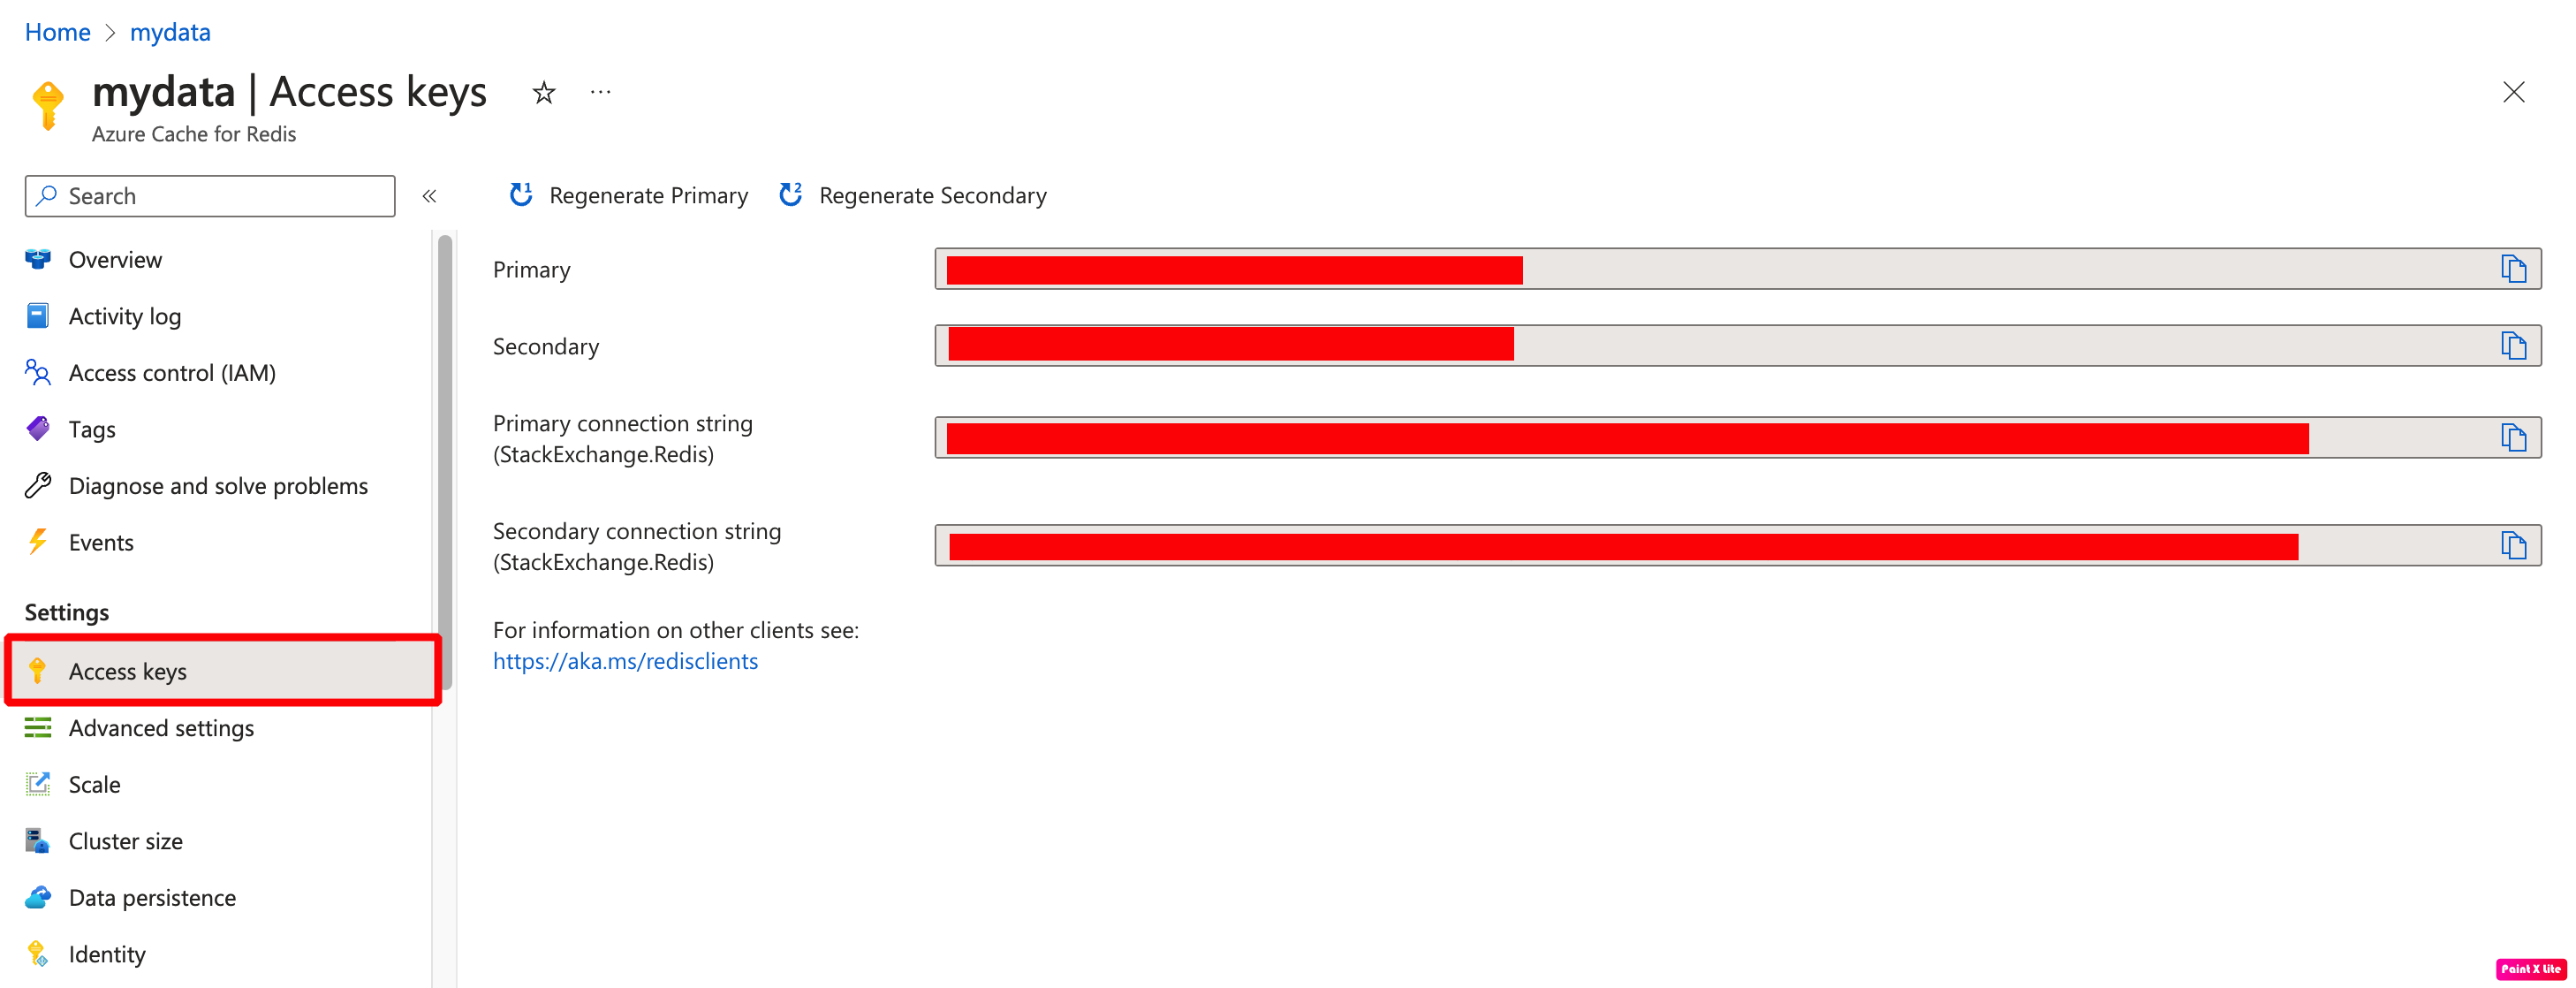 Home > mydata
mydata | Access keys
Azure Cache for Redis
Search
Overview
Activity log
Access control (IAM)
Tags
Diagnose and solve problems
Events
Settings
Access keys
Advanced settings
Scale
Cluster size
Data persistence
Identity
1 Regenerate Primary 2 Regenerate Secondary
Primary
Secondary
Primary connection string
(StackExchange.Redis)
Secondary connection string
(StackExchange.Redis)
For information on other clients see:
https://aka.ms/redisclients
Paint X Lite